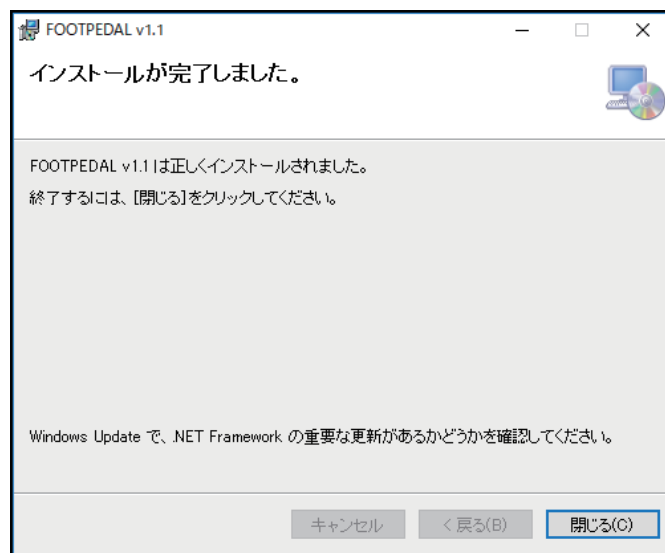 FOOTPEDAL v1.1
インストールが完了しました。
FOOTPEDAL v1.1は正しくインストールされました。
終了するには、[閉じる]をクリックしてください。
Windows Update で、.NET Framework の重要な更新があるかどうかを確認してください。
キャンセル
< 戻る(B)
閉じる(C)